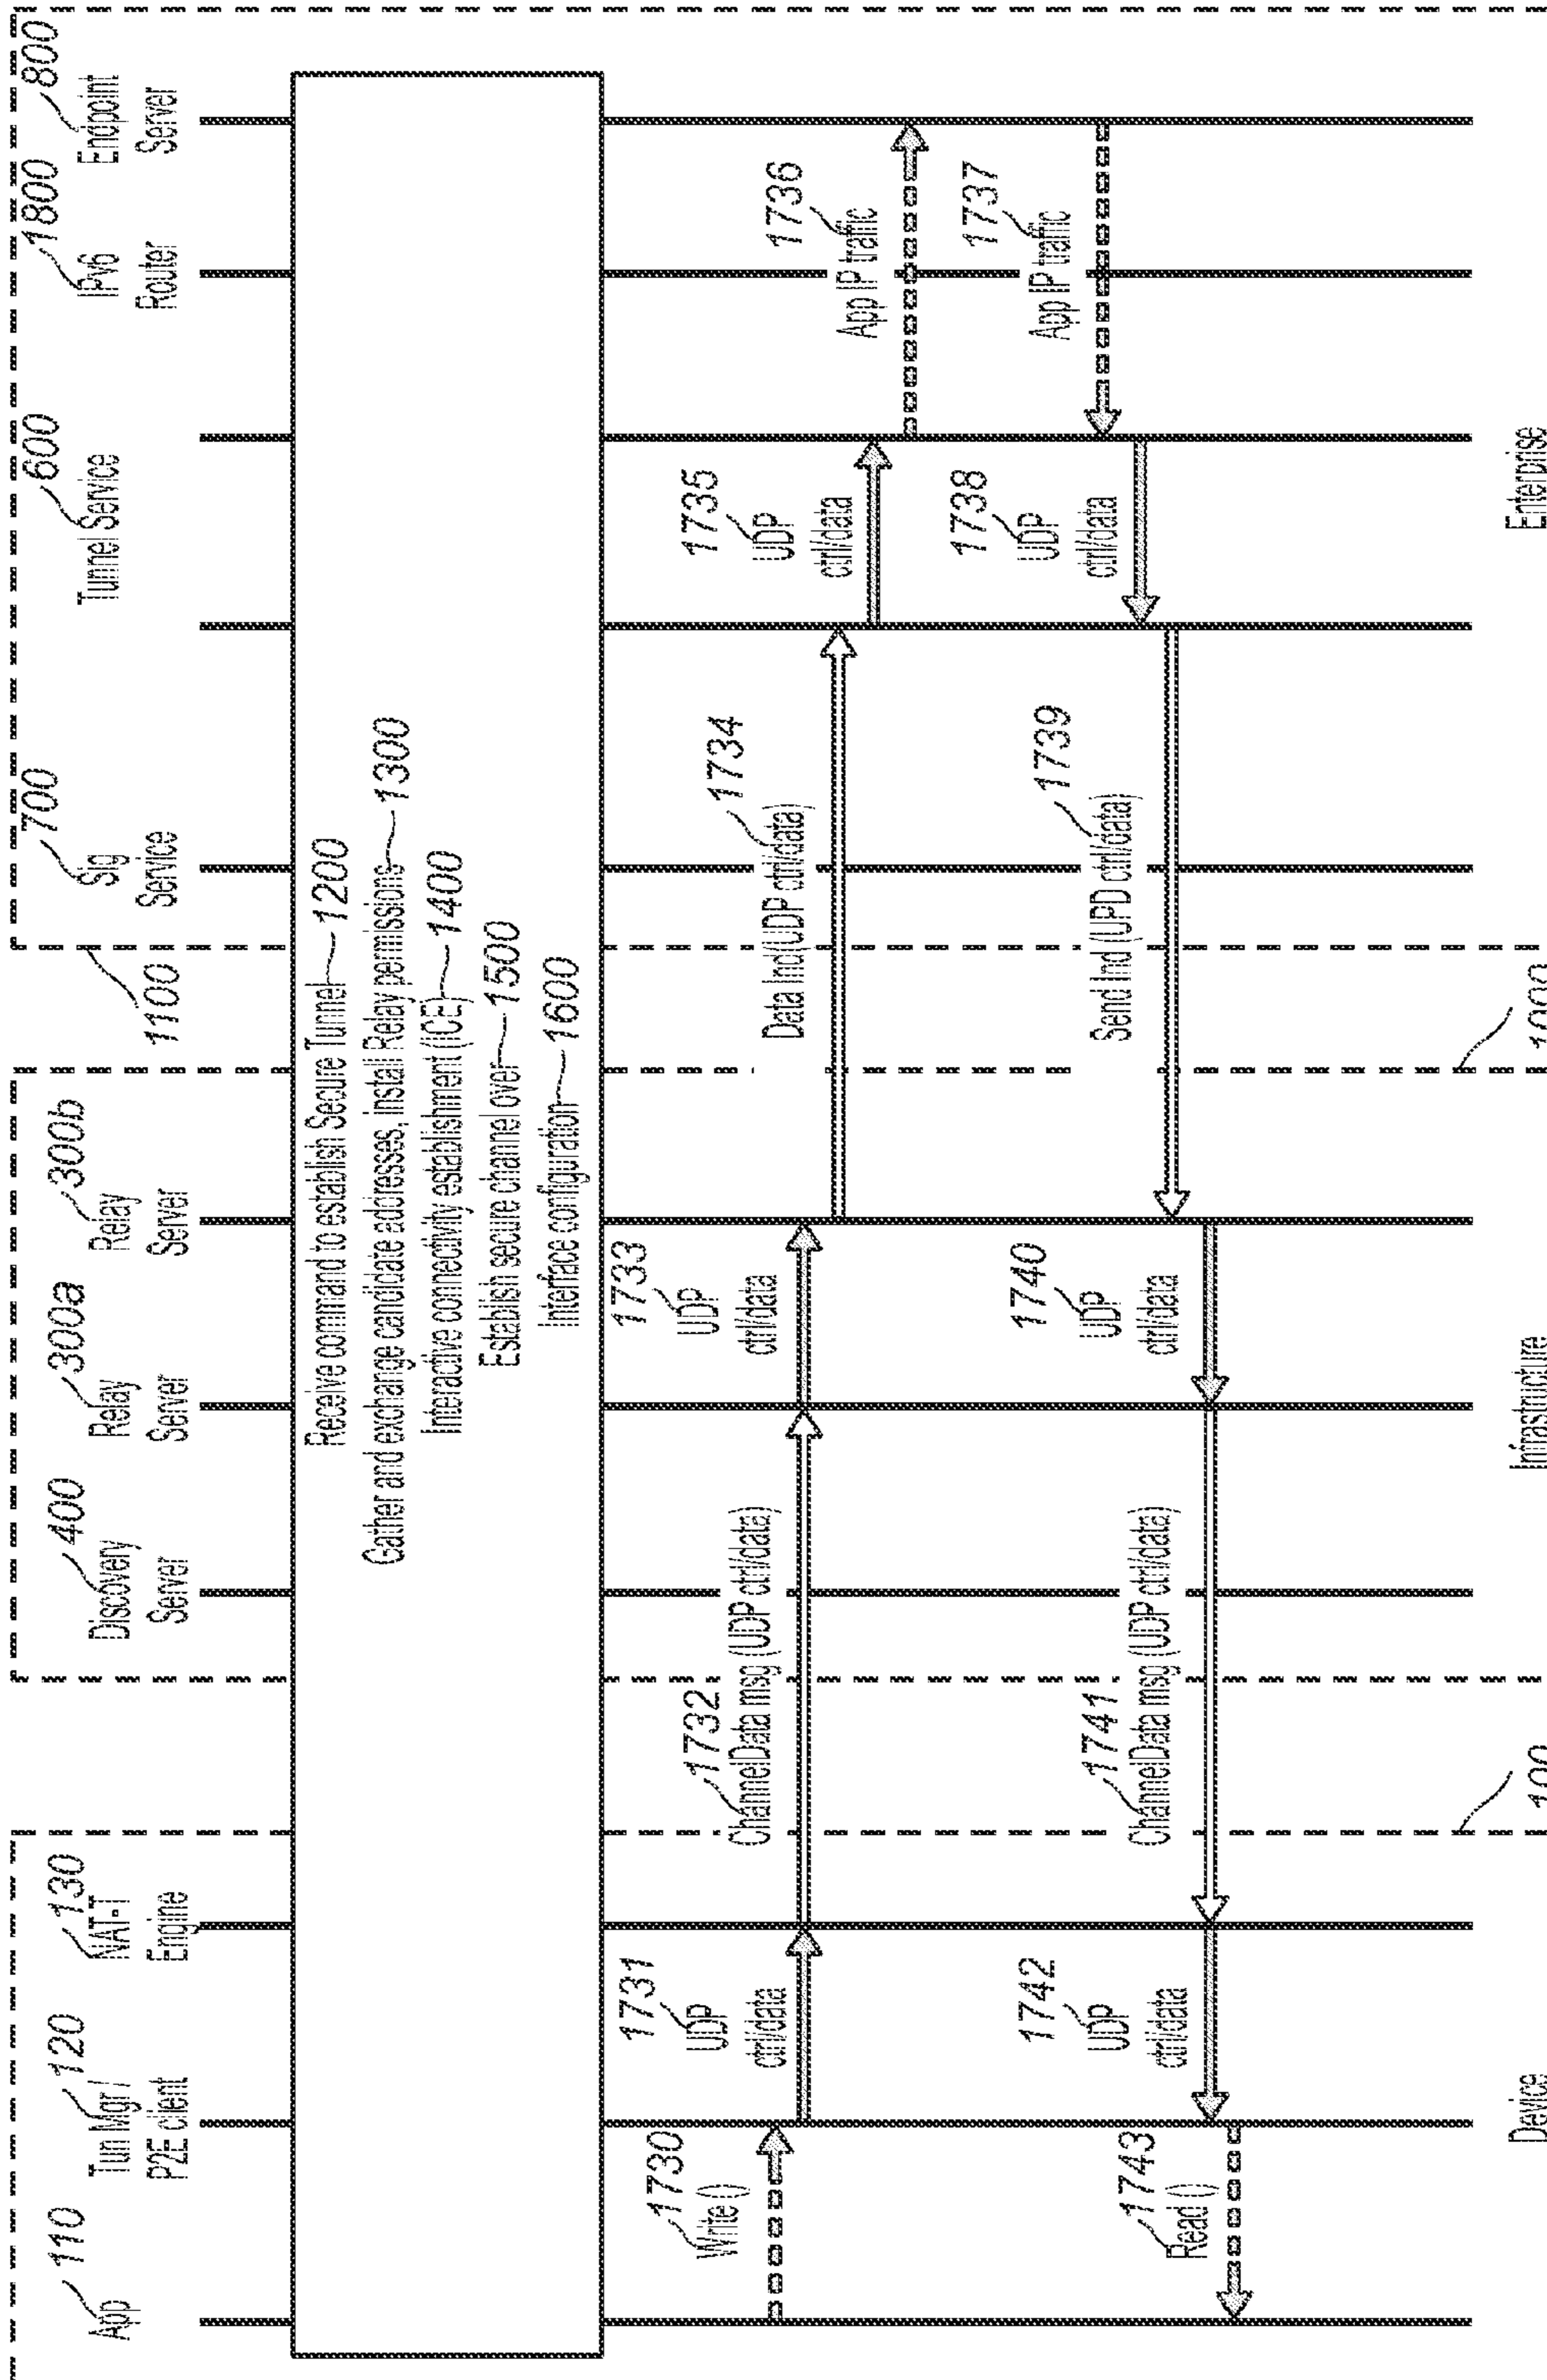 App 110
Tun Mgr / 120
P2E client
NAT-T 130
Engine
Discovery 400
Server
Relay 300a
Server
Relay 300b
Server
1100
Sig 700
Service
Tunnel Service 600
IPv6 1800
Router
Endpoint 800
Server
Receive command to establish Secure Tunnel 1200
Gather and exchange candidate addresses, install Relay permissions 1300
Interactive connectivity establishment (ICE) 1400
Establish secure channel over 1500
Interface configuration 1600
1730
Write ()
1731
UDP
ctrl/data
1732
ChannelData msg (UDP ctrl/data)
1733
UDP
ctrl/data
1734
Data Ind(UDP ctrl/data)
1735
UDP
ctrl/data
1736
App IP traffic
1737
App IP traffic
1738
UDP
ctrl/data
1739
Send Ind (UPD ctrl/data)
1740
UDP
ctrl/data
1741
ChannelData msg (UDP ctrl/data)
1742
UDP
ctrl/data
1743
Read ()
Device
Infrastructure
Enterprise